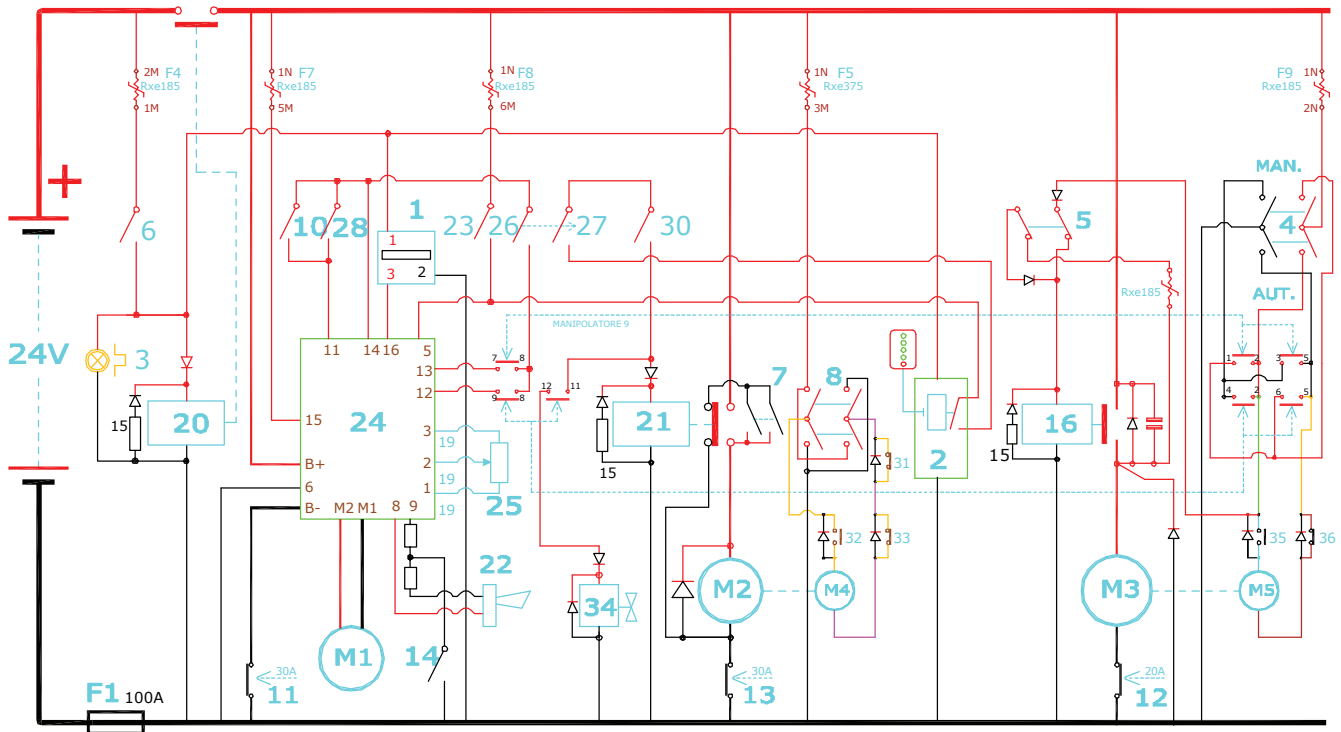 2M F4
Rxe185
1M
1N F7
Rxe185
5M
1N F8
Rxe185
6M
1N F5
Rxe375
3M
F9 1N
Rxe185
2N
+
MAN.
6
10
28
1
1
2
3
23
26
27
30
5
4
Rxe185
AUT.
24V
3
MANIPOLATORE 9
11
14
16
5
13
12
15
24
3
2
1
B+
6
B-
M2 M1
8
9
19
19
19
25
7
8
9
8
12
11
15
20
21
15
7
8
2
31
32
33
16
15
1
2
3
5
4
2
6
5
35
36
22
34
M1
M2
M4
M3
M5
14
30A
11
30A
13
20A
12
F1 100A